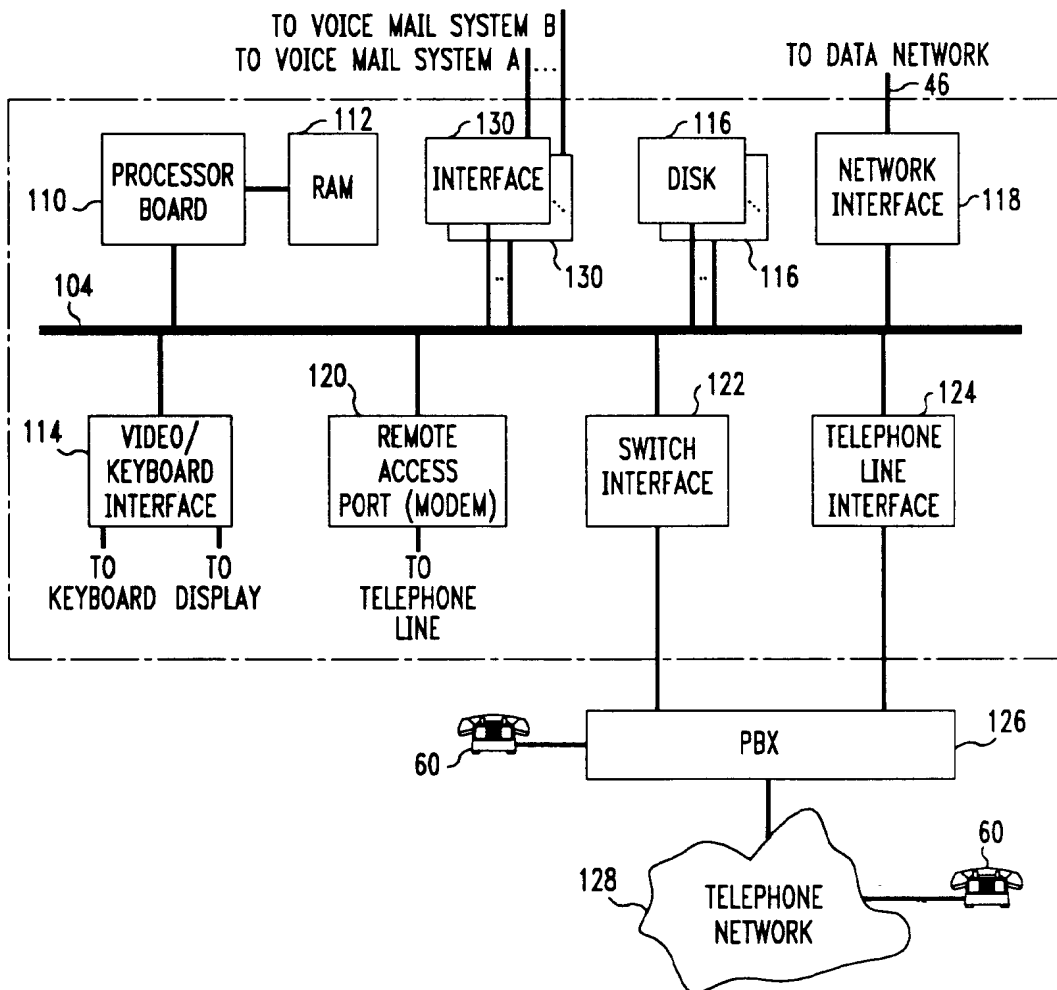 TO VOICE MAIL SYSTEM B
TO VOICE MAIL SYSTEM A ...
TO DATA NETWORK
46
112
130
116
PROCESSOR
BOARD
RAM
INTERFACE
DISK
NETWORK
INTERFACE
110
118
130
116
104
120
122
124
114
VIDEO/
KEYBOARD
INTERFACE
REMOTE
ACCESS
PORT (MODEM)
SWITCH
INTERFACE
TELEPHONE
LINE
INTERFACE
TO
KEYBOARD
TO
DISPLAY
TO
TELEPHONE
LINE
60
PBX
126
60
128
TELEPHONE
NETWORK